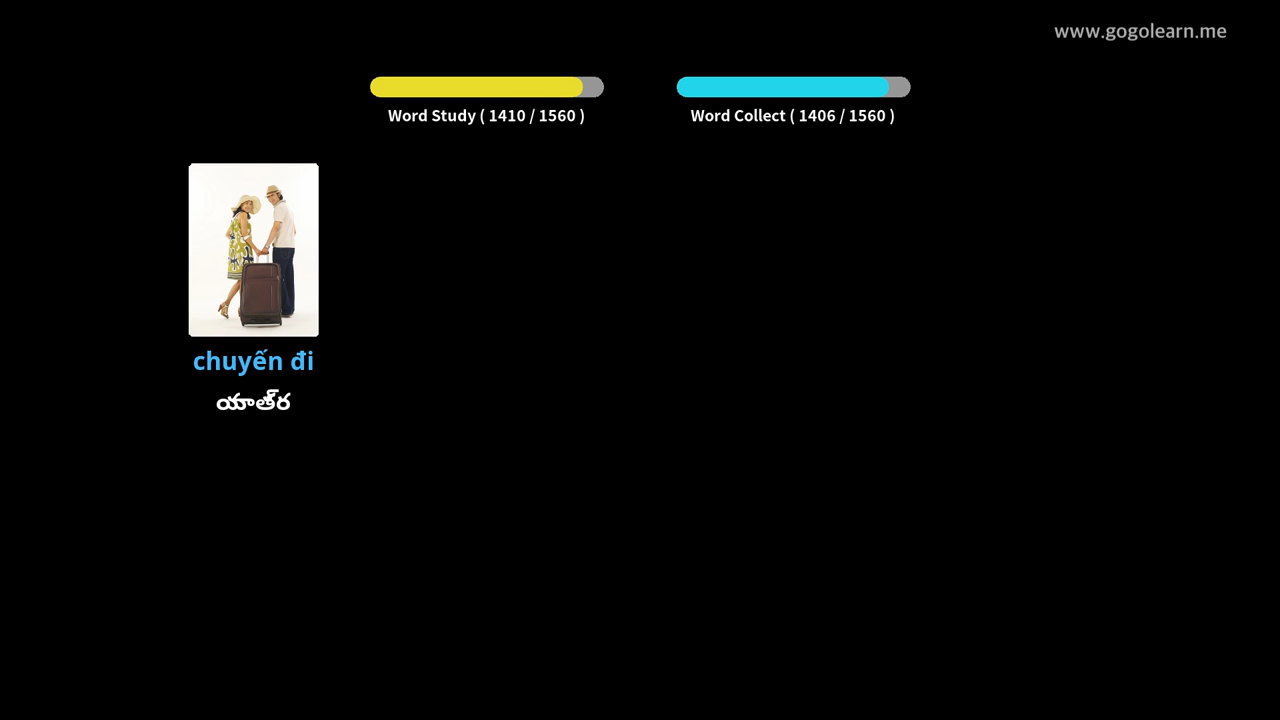 www.gogolearn.me
Word Study ( 1410 / 1560 )
Word Collect ( 1406 / 1560 )
chuyến đi
యాత్ర